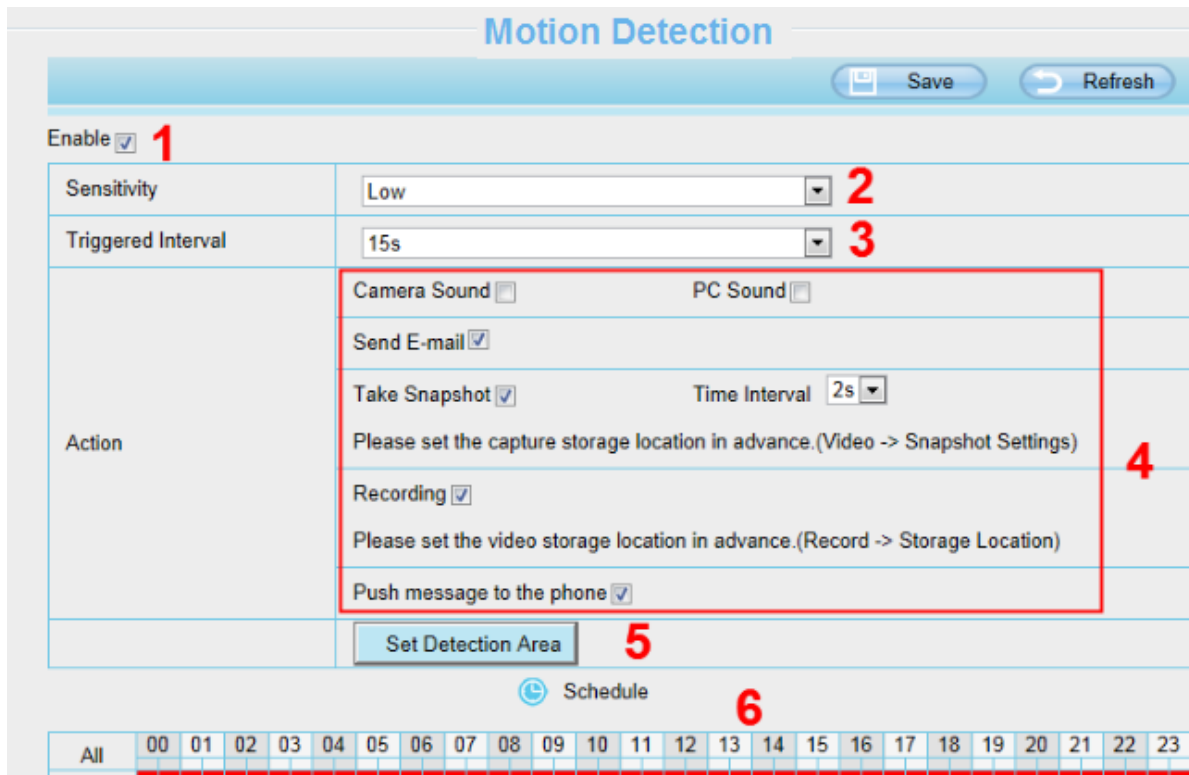 Motion Detection
Save Refresh
Enable 1
Sensitivity Low 2
Triggered Interval 15s 3
Camera Sound PC Sound
Send E-mail
Take Snapshot Time Interval 2s
Please set the capture storage location in advance.(Video -> Snapshot Settings)
Action 4
Recording
Please set the video storage location in advance.(Record -> Storage Location)
Push message to the phone
Set Detection Area 5
Schedule
6
All 00 01 02 03 04 05 06 07 08 09 10 11 12 13 14 15 16 17 18 19 20 21 22 23